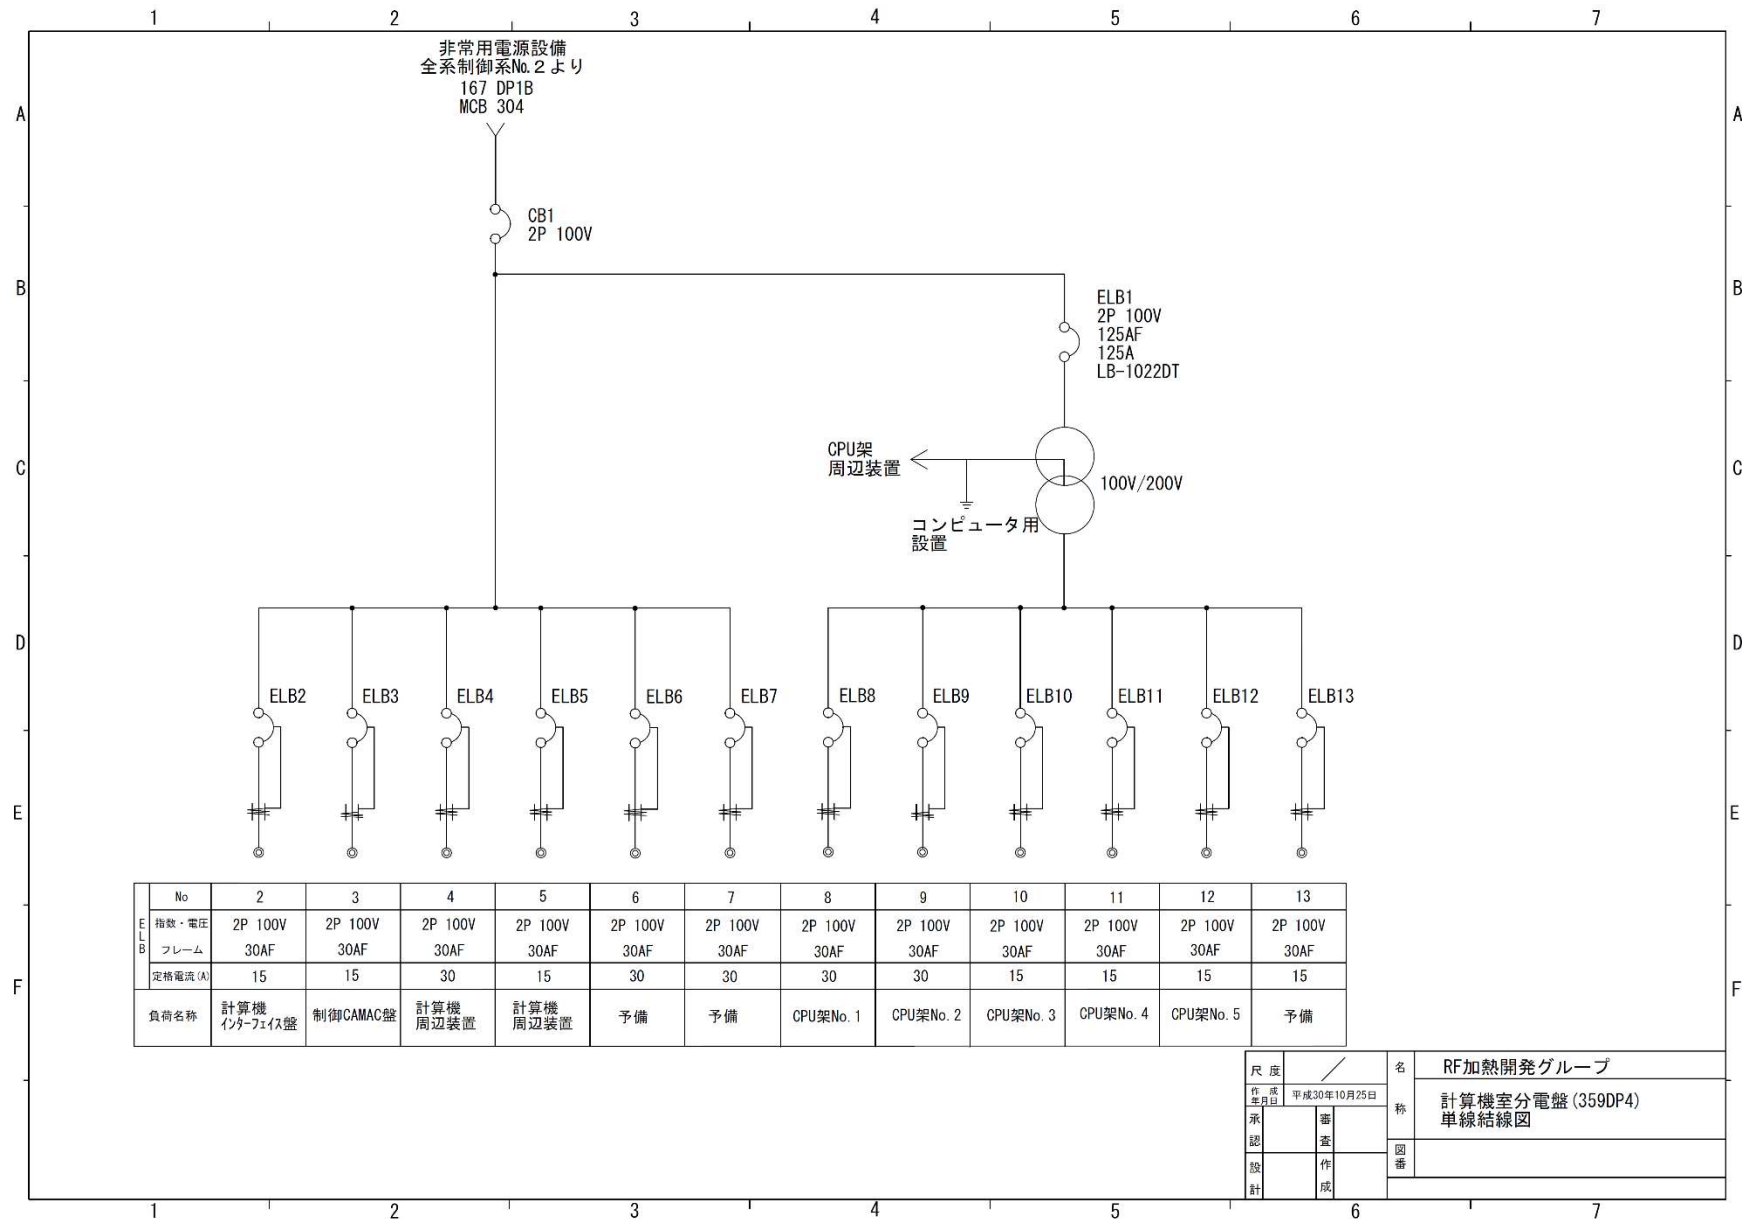 1 2 3 4 5 6 7
非常用電源設備
全系制御系No.2より
167 DP1B
MCB 304
A A
CB1
2P 100V
B B
ELB1
2P 100V
125AF
125A
LB-1022DT
CPU架
周辺装置
C C
100V/200V
コンピュータ用
設置
D D
ELB2 ELB3 ELB4 ELB5 ELB6 ELB7 ELB8 ELB9 ELB10 ELB11 ELB12 ELB13
E E
ELB
No 2 3 4 5 6 7 8 9 10 11 12 13
指数・電圧 2P 100V 2P 100V 2P 100V 2P 100V 2P 100V 2P 100V 2P 100V 2P 100V 2P 100V 2P 100V 2P 100V 2P 100V
フレーム 30AF 30AF 30AF 30AF 30AF 30AF 30AF 30AF 30AF 30AF 30AF 30AF
定格電流(A) 15 15 30 15 30 30 30 30 15 15 15 15
F F
負荷名称 計算機 インターフェイス盤 制御CAMAC盤 計算機 周辺装置 計算機 周辺装置 予備 予備 CPU架No.1 CPU架No.2 CPU架No.3 CPU架No.4 CPU架No.5 予備
尺度 /
名称
RF加熱開発グループ
作成年月日 平成30年10月25日
計算機室分電盤(359DP4)
単線結線図
承認 審査
図番
設計 作成
1 2 3 4 5 6 7